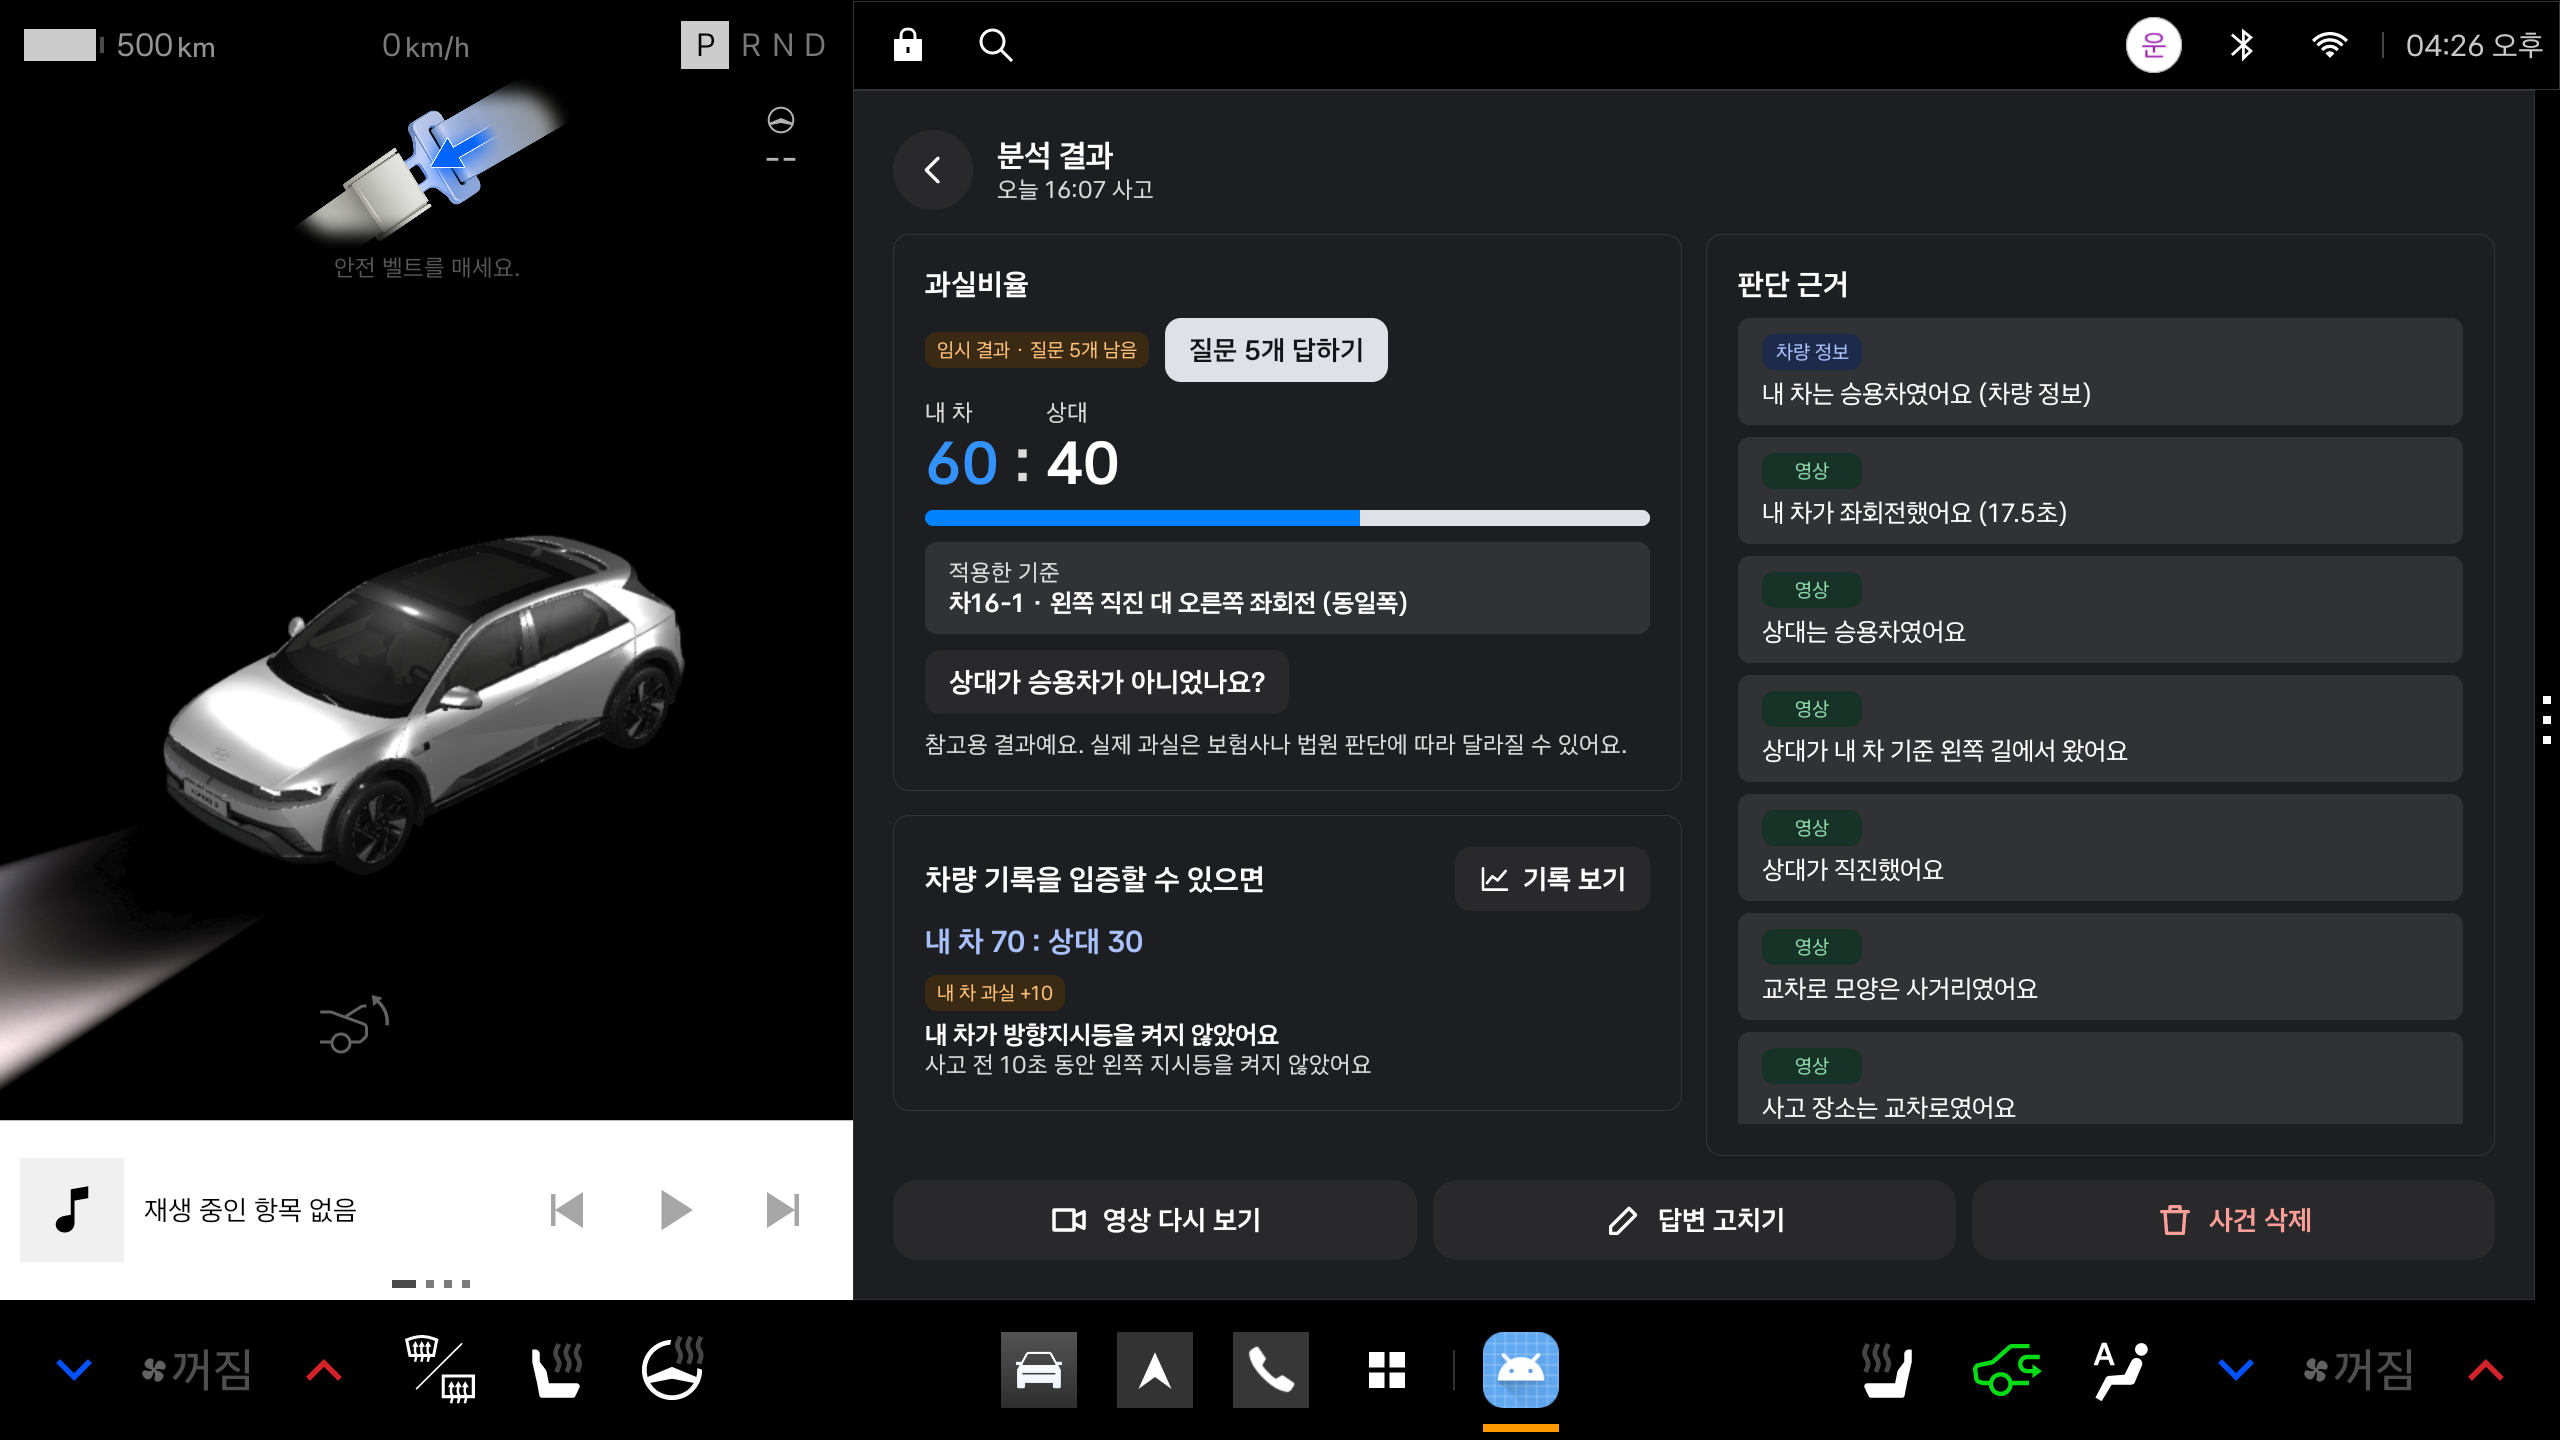 500 km
0 km/h
P R N D
안전 벨트를 매세요.
재생 중인 항목 없음
운
04:26 오후
분석 결과
오늘 16:07 사고
과실비율
임시 결과 · 질문 5개 남음
질문 5개 답하기
내 차 상대
60 : 40
적용한 기준
차16-1 · 왼쪽 직진 대 오른쪽 좌회전 (동일폭)
상대가 승용차가 아니었나요?
참고용 결과예요. 실제 과실은 보험사나 법원 판단에 따라 달라질 수 있어요.
차량 기록을 입증할 수 있으면
기록 보기
내 차 70 : 상대 30
내 차 과실 +10
내 차가 방향지시등을 켜지 않았어요
사고 전 10초 동안 왼쪽 지시등을 켜지 않았어요
판단 근거
차량 정보
내 차는 승용차였어요 (차량 정보)
영상
내 차가 좌회전했어요 (17.5초)
영상
상대는 승용차였어요
영상
상대가 내 차 기준 왼쪽 길에서 왔어요
영상
상대가 직진했어요
영상
교차로 모양은 사거리였어요
영상
사고 장소는 교차로였어요
영상 다시 보기
답변 고치기
사건 삭제
꺼짐
A
꺼짐